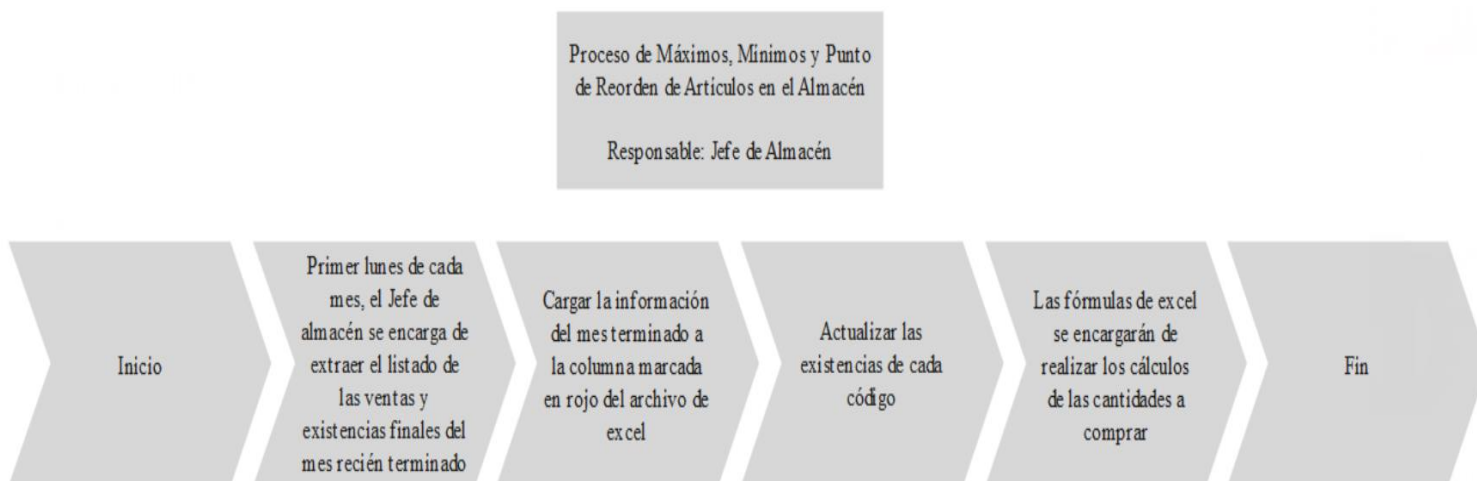 Proceso de Máximos, Mínimos y Punto
de Reorden de Artículos en el Almacén
Responsable: Jefe de Almacén
Inicio
Primer lunes de cada
mes, el Jefe de
almacén se encarga de
extraer el listado de
las ventas y
existencias finales del
mes recién terminado
Cargar la información
del mes terminado a
la columna marcada
en rojo del archivo de
excel
Actualizar las
existencias de cada
código
Las fórmulas de excel
se encargarán de
realizar los cálculos
de las cantidades a
comprar
Fin